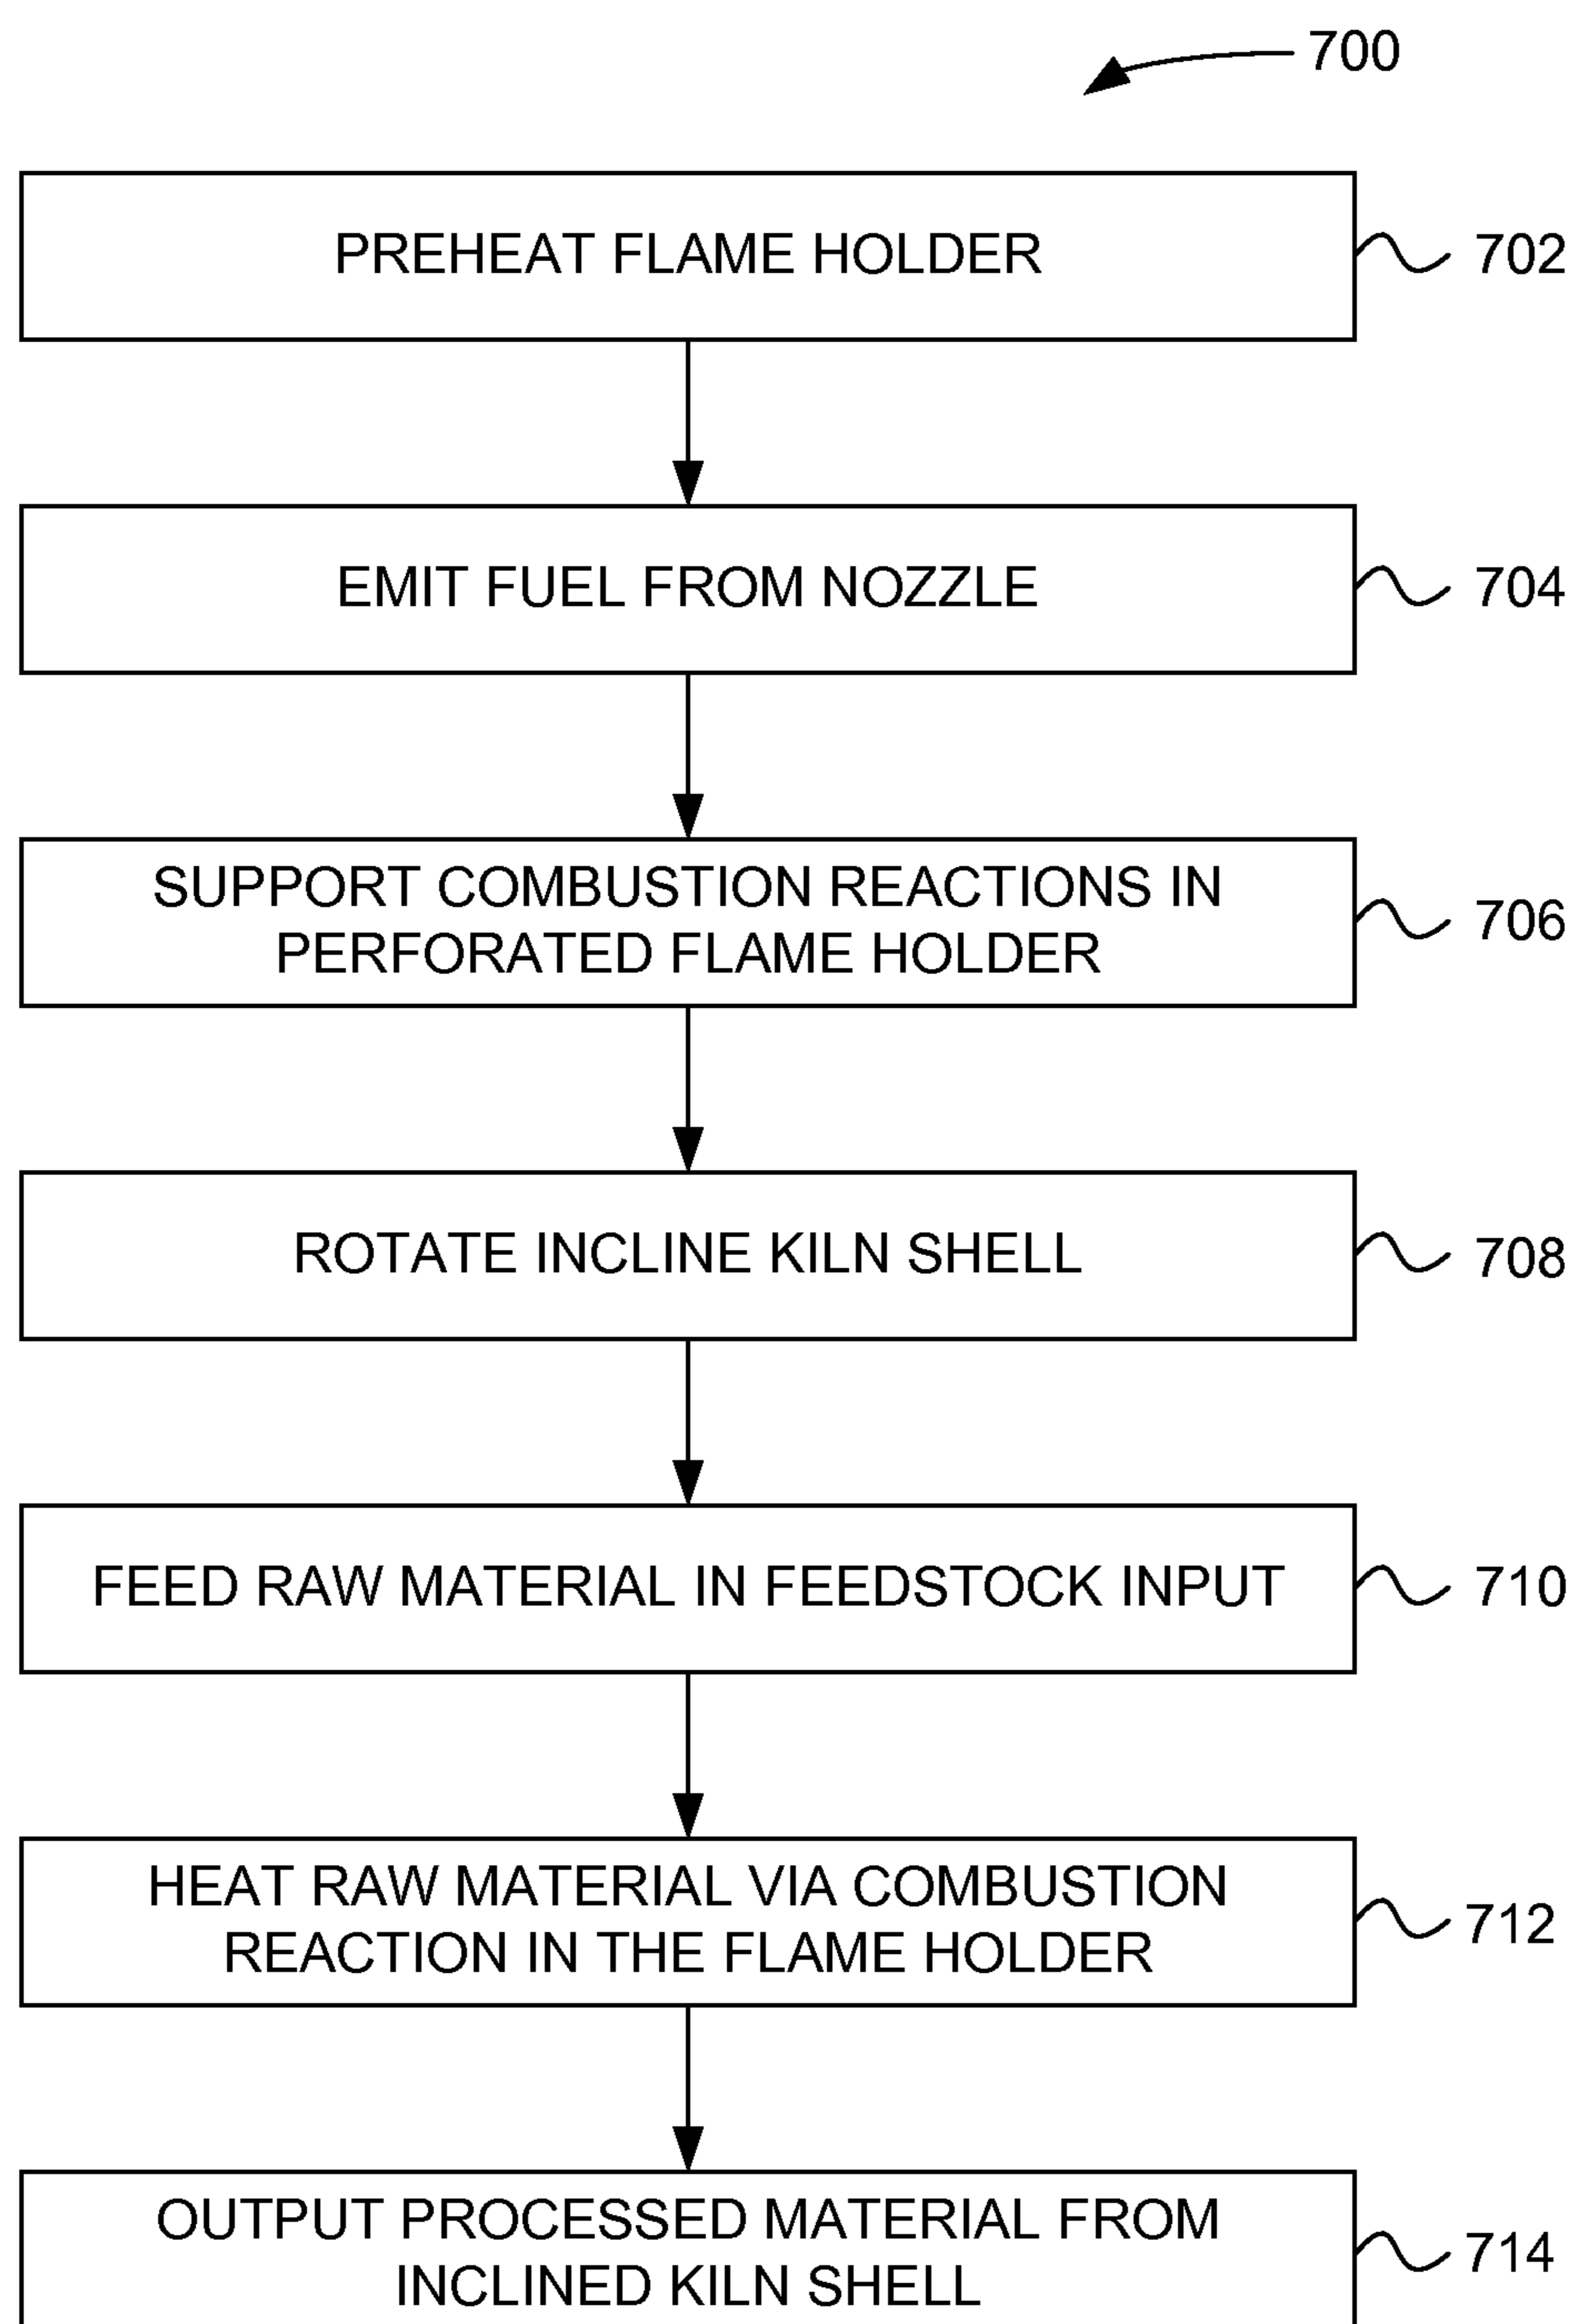 700
PREHEAT FLAME HOLDER
702
EMIT FUEL FROM NOZZLE
704
SUPPORT COMBUSTION REACTIONS IN
PERFORATED FLAME HOLDER
706
ROTATE INCLINE KILN SHELL
708
FEED RAW MATERIAL IN FEEDSTOCK INPUT
710
HEAT RAW MATERIAL VIA COMBUSTION
REACTION IN THE FLAME HOLDER
712
OUTPUT PROCESSED MATERIAL FROM
INCLINED KILN SHELL
714